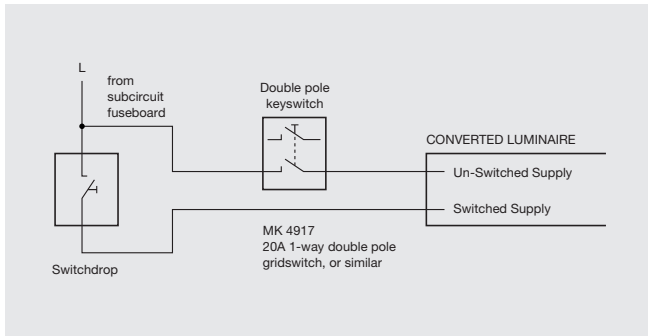 L
from
subcircuit
fuseboard
Double pole
keyswitch
CONVERTED LUMINAIRE
Un-Switched Supply
Switched Supply
MK 4917
20A 1-way double pole
gridswitch, or similar
Switchdrop